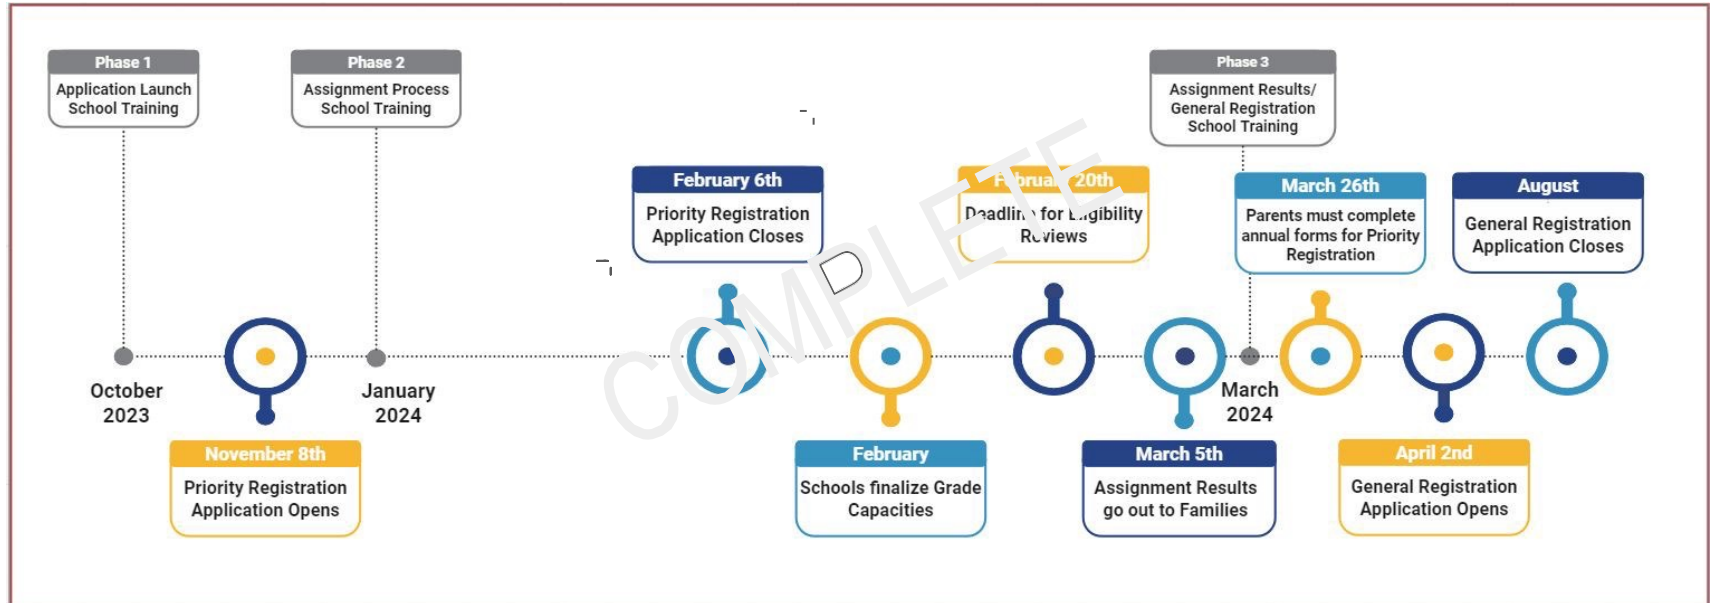 Phase 1
Application Launch
School Training
Phase 2
Assignment Process
School Training
Phase 3
Assignment Results/
General Registration
School Training
February 6th
Priority Registration
Application Closes
February 20th
Deadline for Eligibility
Reviews
March 26th
Parents must complete
annual forms for Priority
Registration
August
General Registration
Application Closes
COMPLETE
October
2023
January
2024
March
2024
November 8th
Priority Registration
Application Opens
February
Schools finalize Grade
Capacities
March 5th
Assignment Results
go out to Families
April 2nd
General Registration
Application Opens